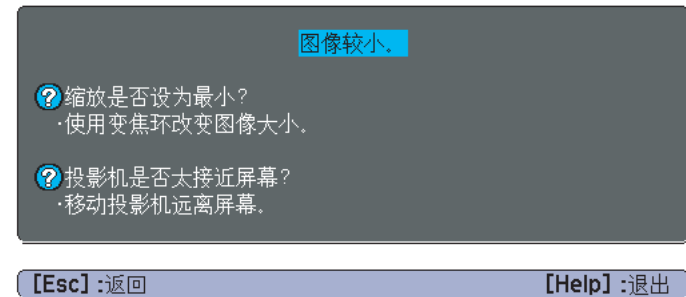 图像较小。
?缩放是否设为最小?
·使用变焦环改变图像大小。
?投影机是否太接近屏幕?
·移动投影机远离屏幕。
[Esc] :返回 [Help] :退出